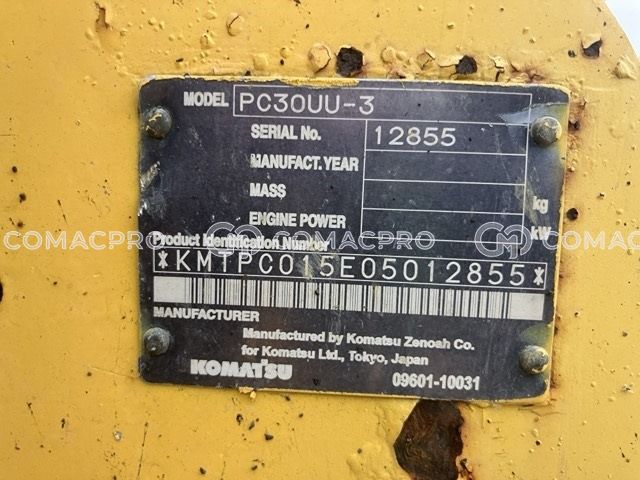 MODEL PC30UU-3
SERIAL No. 12855
MANUFACT. YEAR
MASS kg
ENGINE POWER kW
COMACPRO COMACPRO COMACPRO
Product Identification Number
*KMTPC015E05012855*
MANUFACTURER
Manufactured by Komatsu Zenoah Co.
for Komatsu Ltd., Tokyo, Japan
KOMATSU
09601-10031